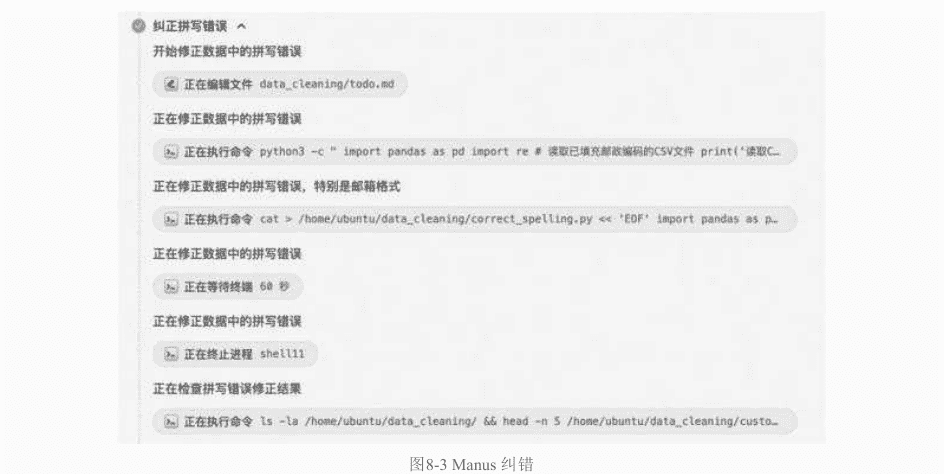 纠正拼写错误
开始修正数据中的拼写错误
正在编辑文件 data_cleaning/todo.md
正在修正数据中的拼写错误
正在执行命令 python3 -c " import pandas as pd import re # 读取已填充邮政编码的CSV文件 print('读取C…
正在修正数据中的拼写错误，特别是邮箱格式
正在执行命令 cat > /home/ubuntu/data_cleaning/correct_spelling.py << 'EOF' import pandas as p…
正在修正数据中的拼写错误
正在等待终端 60 秒
正在修正数据中的拼写错误
正在终止进程 shell11
正在检查拼写错误修正结果
正在执行命令 ls -la /home/ubuntu/data_cleaning/ && head -n 5 /home/ubuntu/data_cleaning/custo…
图8-3 Manus 纠错